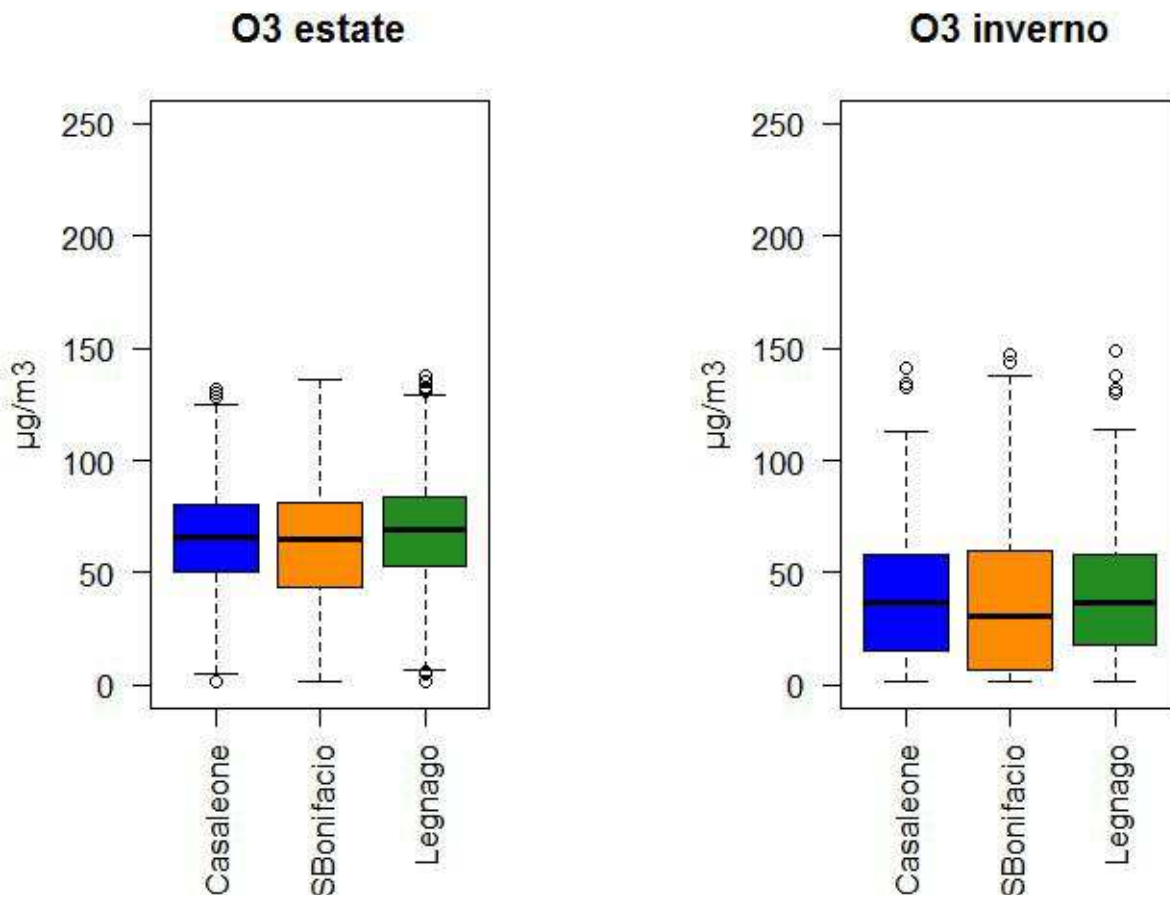 O3 estate
250
200
150
100
50
0
µg/m3
Casaleone
SBonifacio
Legnago
O3 inverno
250
200
150
100
50
0
µg/m3
Casaleone
SBonifacio
Legnago